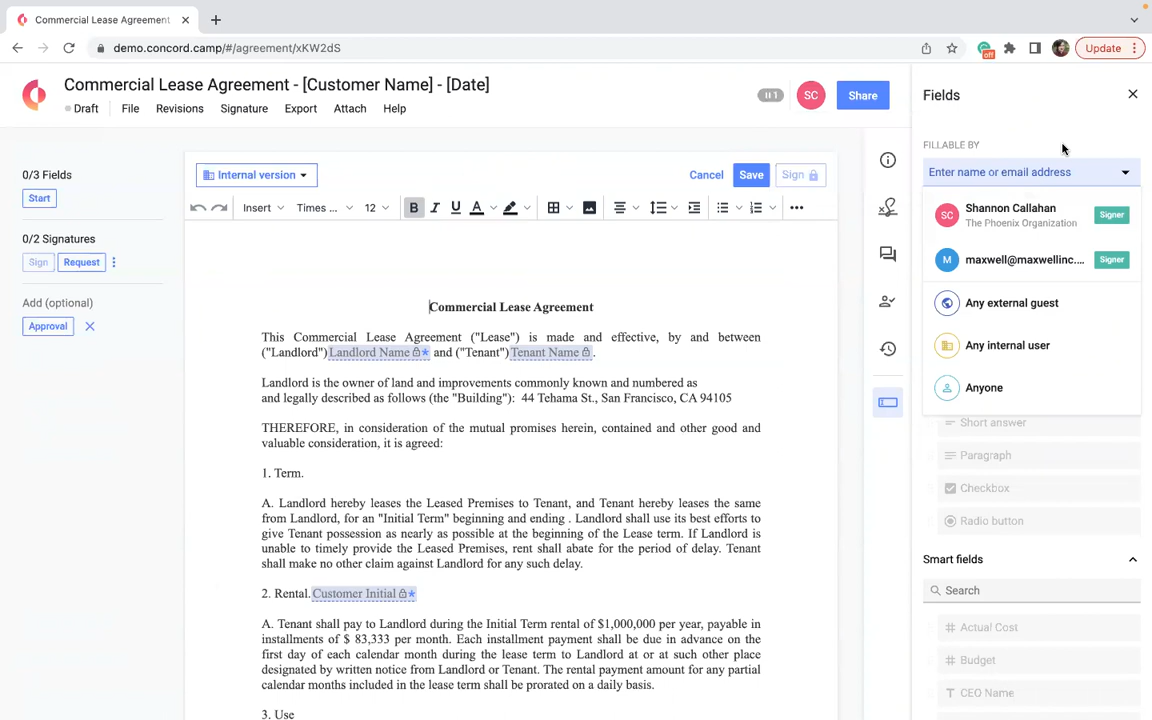 Commercial Lease Agreement
demo.concord.camp/#/agreement/xKW2dS
off
Update
Commercial Lease Agreement - [Customer Name] - [Date]
Draft File Revisions Signature Export Attach Help
1
SC
Share
Fields
FILLABLE BY
Enter name or email address
SC Shannon Callahan Signer
The Phoenix Organization
M maxwell@maxwellinc.... Signer
Any external guest
Any internal user
Anyone
Short answer
Paragraph
Checkbox
Radio button
Smart fields
Search
# Actual Cost
# Budget
T CEO Name
0/3 Fields
Start
0/2 Signatures
Sign Request
Add (optional)
Approval
Internal version
Cancel Save Sign
Insert Times ... 12 B I U A
Commercial Lease Agreement
This Commercial Lease Agreement ("Lease") is made and effective, by and between
("Landlord") Landlord Name * and ("Tenant") Tenant Name .
Landlord is the owner of land and improvements commonly known and numbered as
and legally described as follows (the "Building"): 44 Tehama St., San Francisco, CA 94105
THEREFORE, in consideration of the mutual promises herein, contained and other good and
valuable consideration, it is agreed:
1. Term.
A. Landlord hereby leases the Leased Premises to Tenant, and Tenant hereby leases the same
from Landlord, for an "Initial Term" beginning and ending . Landlord shall use its best efforts to
give Tenant possession as nearly as possible at the beginning of the Lease term. If Landlord is
unable to timely provide the Leased Premises, rent shall abate for the period of delay. Tenant
shall make no other claim against Landlord for any such delay.
2. Rental. Customer Initial *
A. Tenant shall pay to Landlord during the Initial Term rental of $1,000,000 per year, payable in
installments of $ 83,333 per month. Each installment payment shall be due in advance on the
first day of each calendar month during the lease term to Landlord at or at such other place
designated by written notice from Landlord or Tenant. The rental payment amount for any partial
calendar months included in the lease term shall be prorated on a daily basis.
3. Use